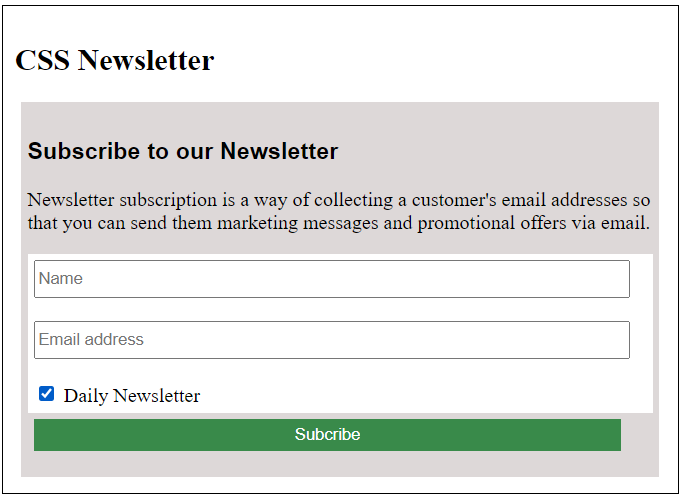 CSS Newsletter
Subscribe to our Newsletter
Newsletter subscription is a way of collecting a customer's email addresses so
that you can send them marketing messages and promotional offers via email.
Name
Email address
Daily Newsletter
Subcribe